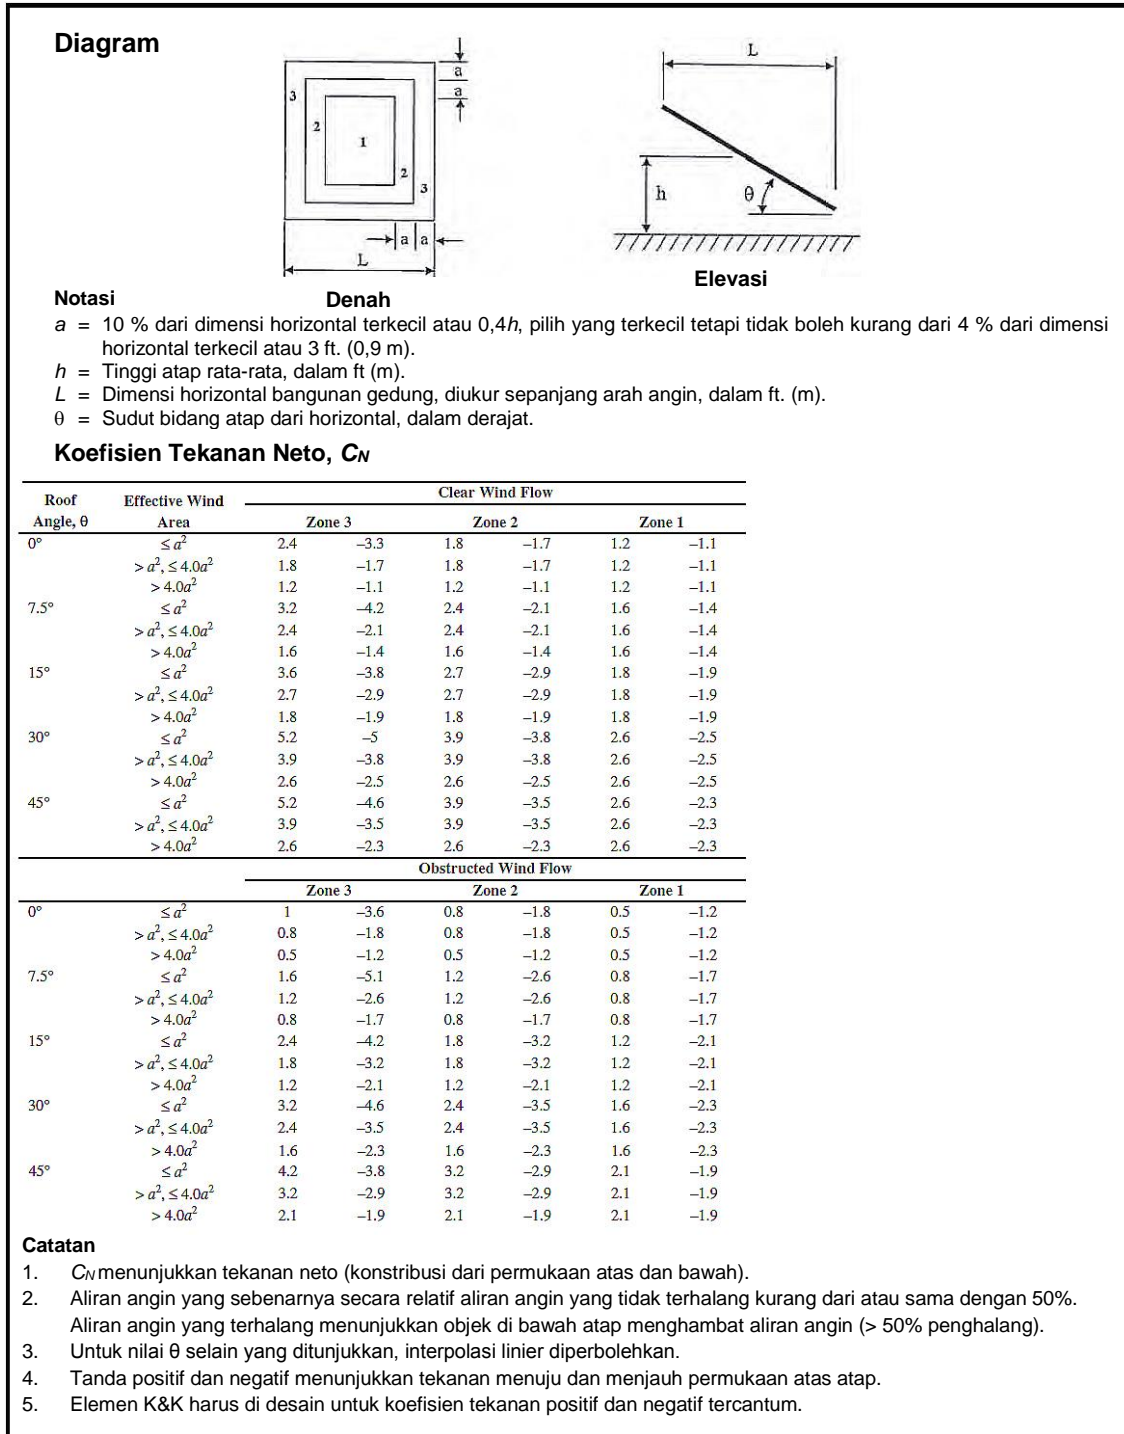 Diagram
a
a
3
2
1
2
3
a a
L
L
h
θ
Elevasi
Notasi
Denah
a = 10 % dari dimensi horizontal terkecil atau 0,4h, pilih yang terkecil tetapi tidak boleh kurang dari 4 % dari dimensi
horizontal terkecil atau 3 ft. (0,9 m).
h = Tinggi atap rata-rata, dalam ft (m).
L = Dimensi horizontal bangunan gedung, diukur sepanjang arah angin, dalam ft. (m).
θ = Sudut bidang atap dari horizontal, dalam derajat.
Koefisien Tekanan Neto, C_N
Roof Angle, θ Effective Wind Area Clear Wind Flow
Zone 3 Zone 2 Zone 1
0° ≤ a² 2.4 −3.3 1.8 −1.7 1.2 −1.1
> a², ≤ 4.0a² 1.8 −1.7 1.8 −1.7 1.2 −1.1
> 4.0a² 1.2 −1.1 1.2 −1.1 1.2 −1.1
7.5° ≤ a² 3.2 −4.2 2.4 −2.1 1.6 −1.4
> a², ≤ 4.0a² 2.4 −2.1 2.4 −2.1 1.6 −1.4
> 4.0a² 1.6 −1.4 1.6 −1.4 1.6 −1.4
15° ≤ a² 3.6 −3.8 2.7 −2.9 1.8 −1.9
> a², ≤ 4.0a² 2.7 −2.9 2.7 −2.9 1.8 −1.9
> 4.0a² 1.8 −1.9 1.8 −1.9 1.8 −1.9
30° ≤ a² 5.2 −5 3.9 −3.8 2.6 −2.5
> a², ≤ 4.0a² 3.9 −3.8 3.9 −3.8 2.6 −2.5
> 4.0a² 2.6 −2.5 2.6 −2.5 2.6 −2.5
45° ≤ a² 5.2 −4.6 3.9 −3.5 2.6 −2.3
> a², ≤ 4.0a² 3.9 −3.5 3.9 −3.5 2.6 −2.3
> 4.0a² 2.6 −2.3 2.6 −2.3 2.6 −2.3
Obstructed Wind Flow
Zone 3 Zone 2 Zone 1
0° ≤ a² 1 −3.6 0.8 −1.8 0.5 −1.2
> a², ≤ 4.0a² 0.8 −1.8 0.8 −1.8 0.5 −1.2
> 4.0a² 0.5 −1.2 0.5 −1.2 0.5 −1.2
7.5° ≤ a² 1.6 −5.1 1.2 −2.6 0.8 −1.7
> a², ≤ 4.0a² 1.2 −2.6 1.2 −2.6 0.8 −1.7
> 4.0a² 0.8 −1.7 0.8 −1.7 0.8 −1.7
15° ≤ a² 2.4 −4.2 1.8 −3.2 1.2 −2.1
> a², ≤ 4.0a² 1.8 −3.2 1.8 −3.2 1.2 −2.1
> 4.0a² 1.2 −2.1 1.2 −2.1 1.2 −2.1
30° ≤ a² 3.2 −4.6 2.4 −3.5 1.6 −2.3
> a², ≤ 4.0a² 2.4 −3.5 2.4 −3.5 1.6 −2.3
> 4.0a² 1.6 −2.3 1.6 −2.3 1.6 −2.3
45° ≤ a² 4.2 −3.8 3.2 −2.9 2.1 −1.9
> a², ≤ 4.0a² 3.2 −2.9 3.2 −2.9 2.1 −1.9
> 4.0a² 2.1 −1.9 2.1 −1.9 2.1 −1.9
Catatan
1. C_N menunjukkan tekanan neto (konstribusi dari permukaan atas dan bawah).
2. Aliran angin yang sebenarnya secara relatif aliran angin yang tidak terhalang kurang dari atau sama dengan 50%.
Aliran angin yang terhalang menunjukkan objek di bawah atap menghambat aliran angin (> 50% penghalang).
3. Untuk nilai θ selain yang ditunjukkan, interpolasi linier diperbolehkan.
4. Tanda positif dan negatif menunjukkan tekanan menuju dan menjauh permukaan atas atap.
5. Elemen K&K harus di desain untuk koefisien tekanan positif dan negatif tercantum.